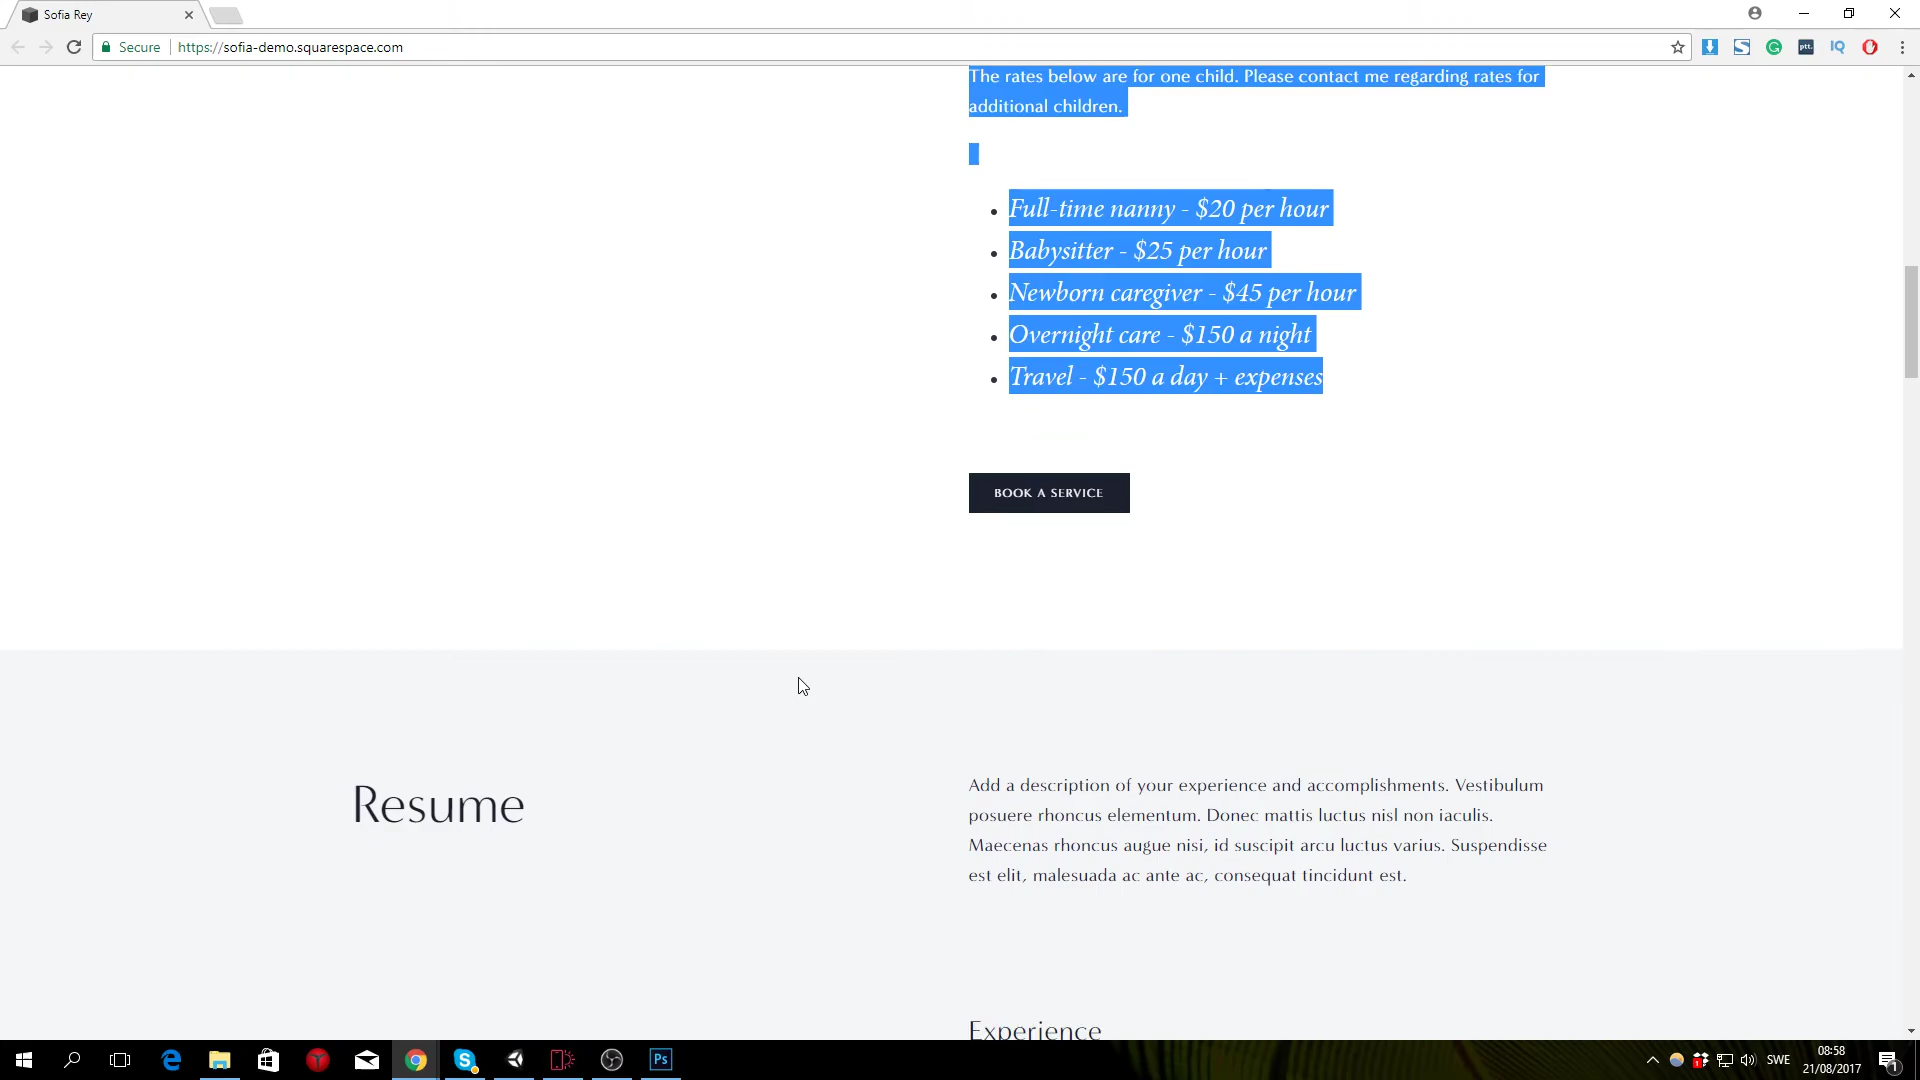 Sofia Rey
Secure
https://sofia-demo.squarespace.com
ptt.
IQ
The rates below are for one child. Please contact me regarding rates for
additional children.
Full-time nanny - $20 per hour
Babysitter - $25 per hour
Newborn caregiver - $45 per hour
Overnight care - $150 a night
Travel - $150 a day + expenses
BOOK A SERVICE
Resume
Add a description of your experience and accomplishments. Vestibulum
posuere rhoncus elementum. Donec mattis luctus nisl non iaculis.
Maecenas rhoncus augue nisi, id suscipit arcu luctus varius. Suspendisse
est elit, malesuada ac ante ac, consequat tincidunt est.
Experience
Ps
SWE
08:58
21/08/2017
1